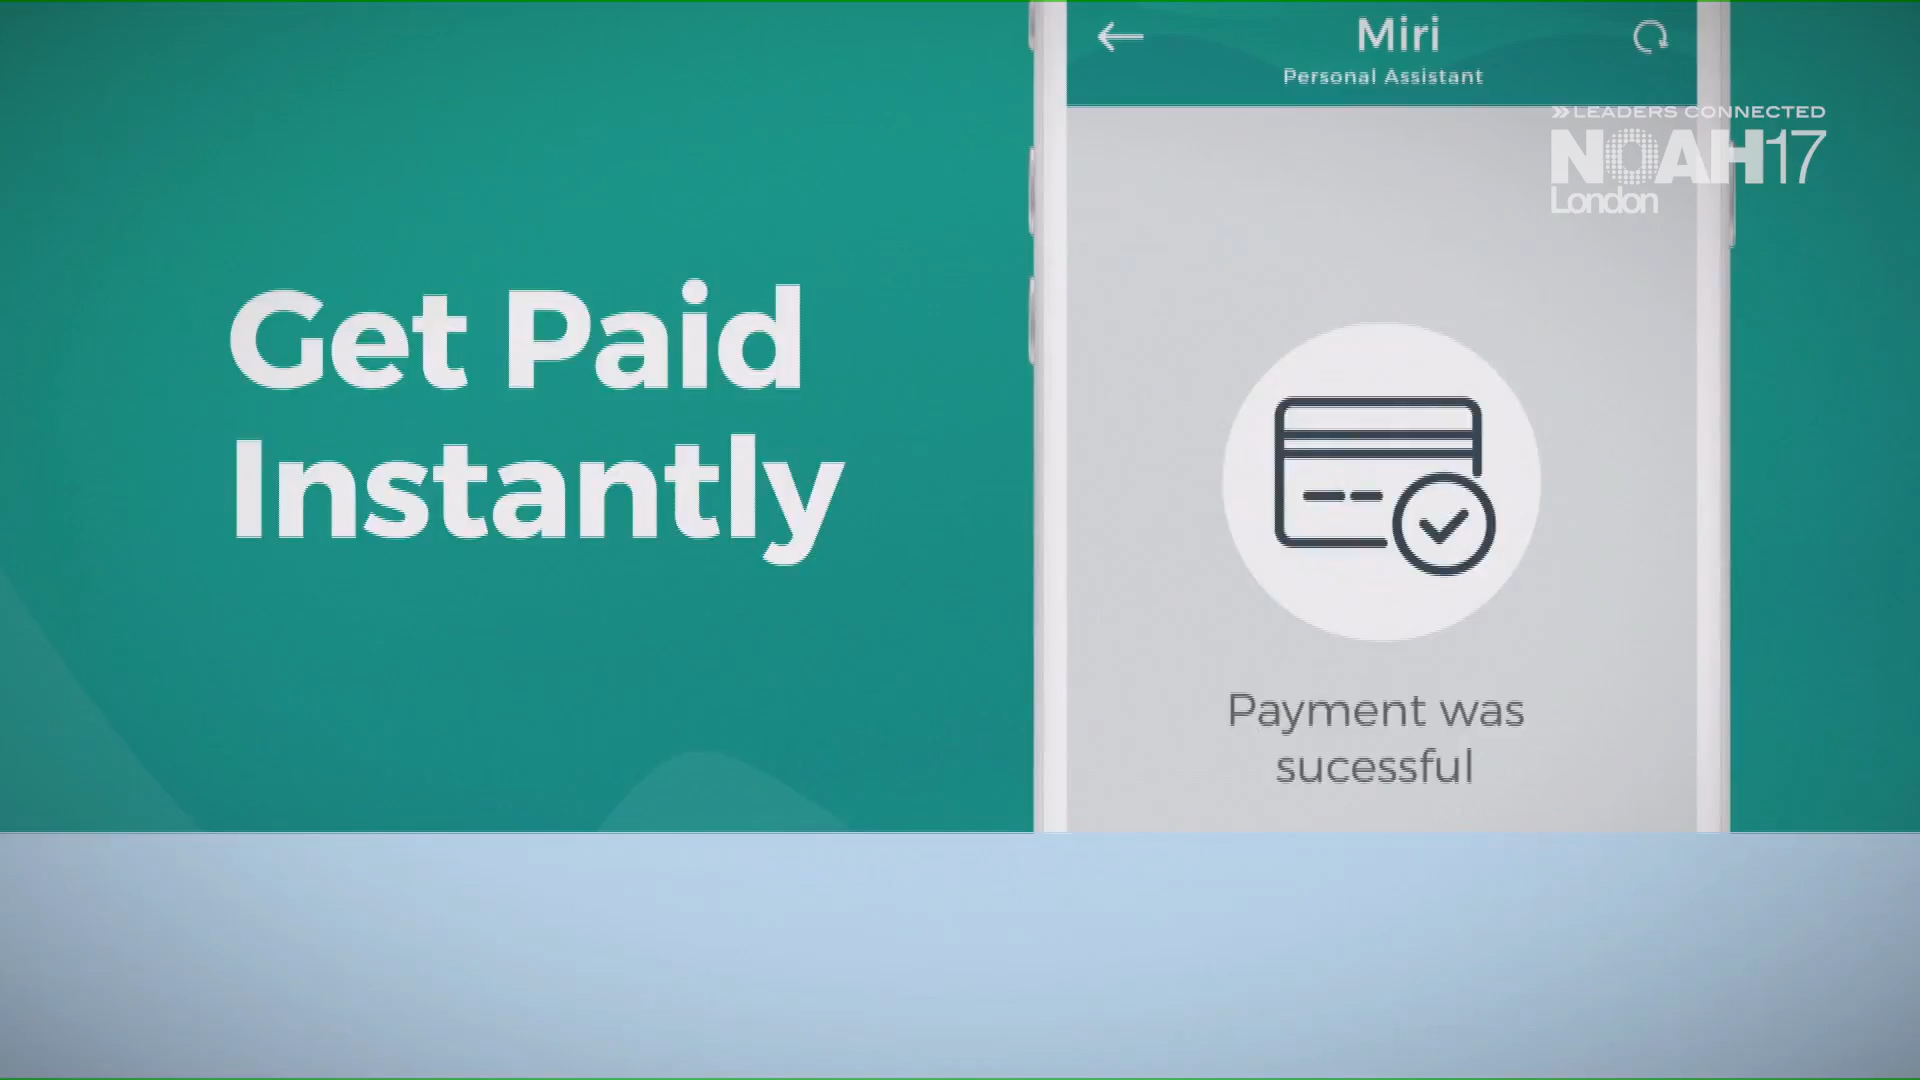 Get Paid
Instantly
Miri
Personal Assistant
Payment was
sucessful
LEADERS CONNECTED
NOAH17
London